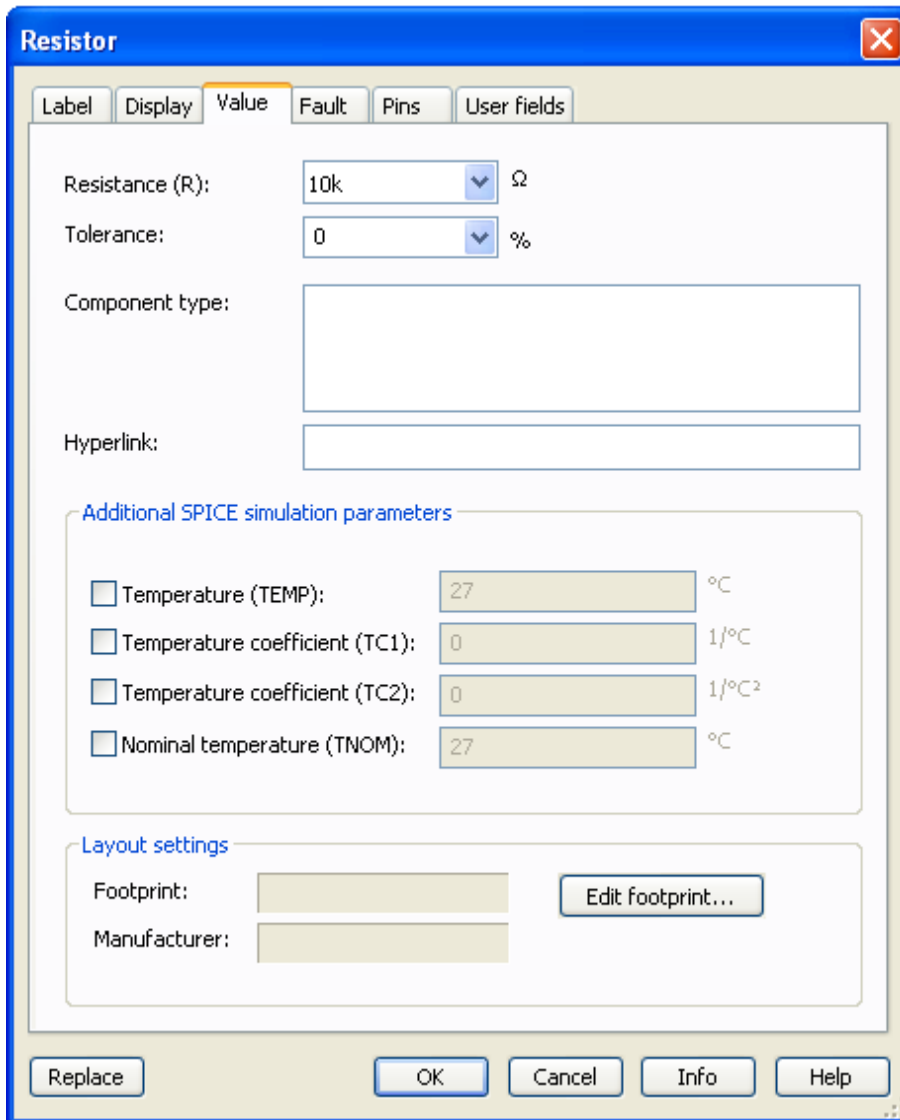 Resistor
Label Display Value Fault Pins User fields
Resistance (R): 10k Ω
Tolerance: 0 %
Component type:
Hyperlink:
Additional SPICE simulation parameters
Temperature (TEMP): 27 °C
Temperature coefficient (TC1): 0 1/°C
Temperature coefficient (TC2): 0 1/°C²
Nominal temperature (TNOM): 27 °C
Layout settings
Footprint: Edit footprint...
Manufacturer:
Replace OK Cancel Info Help